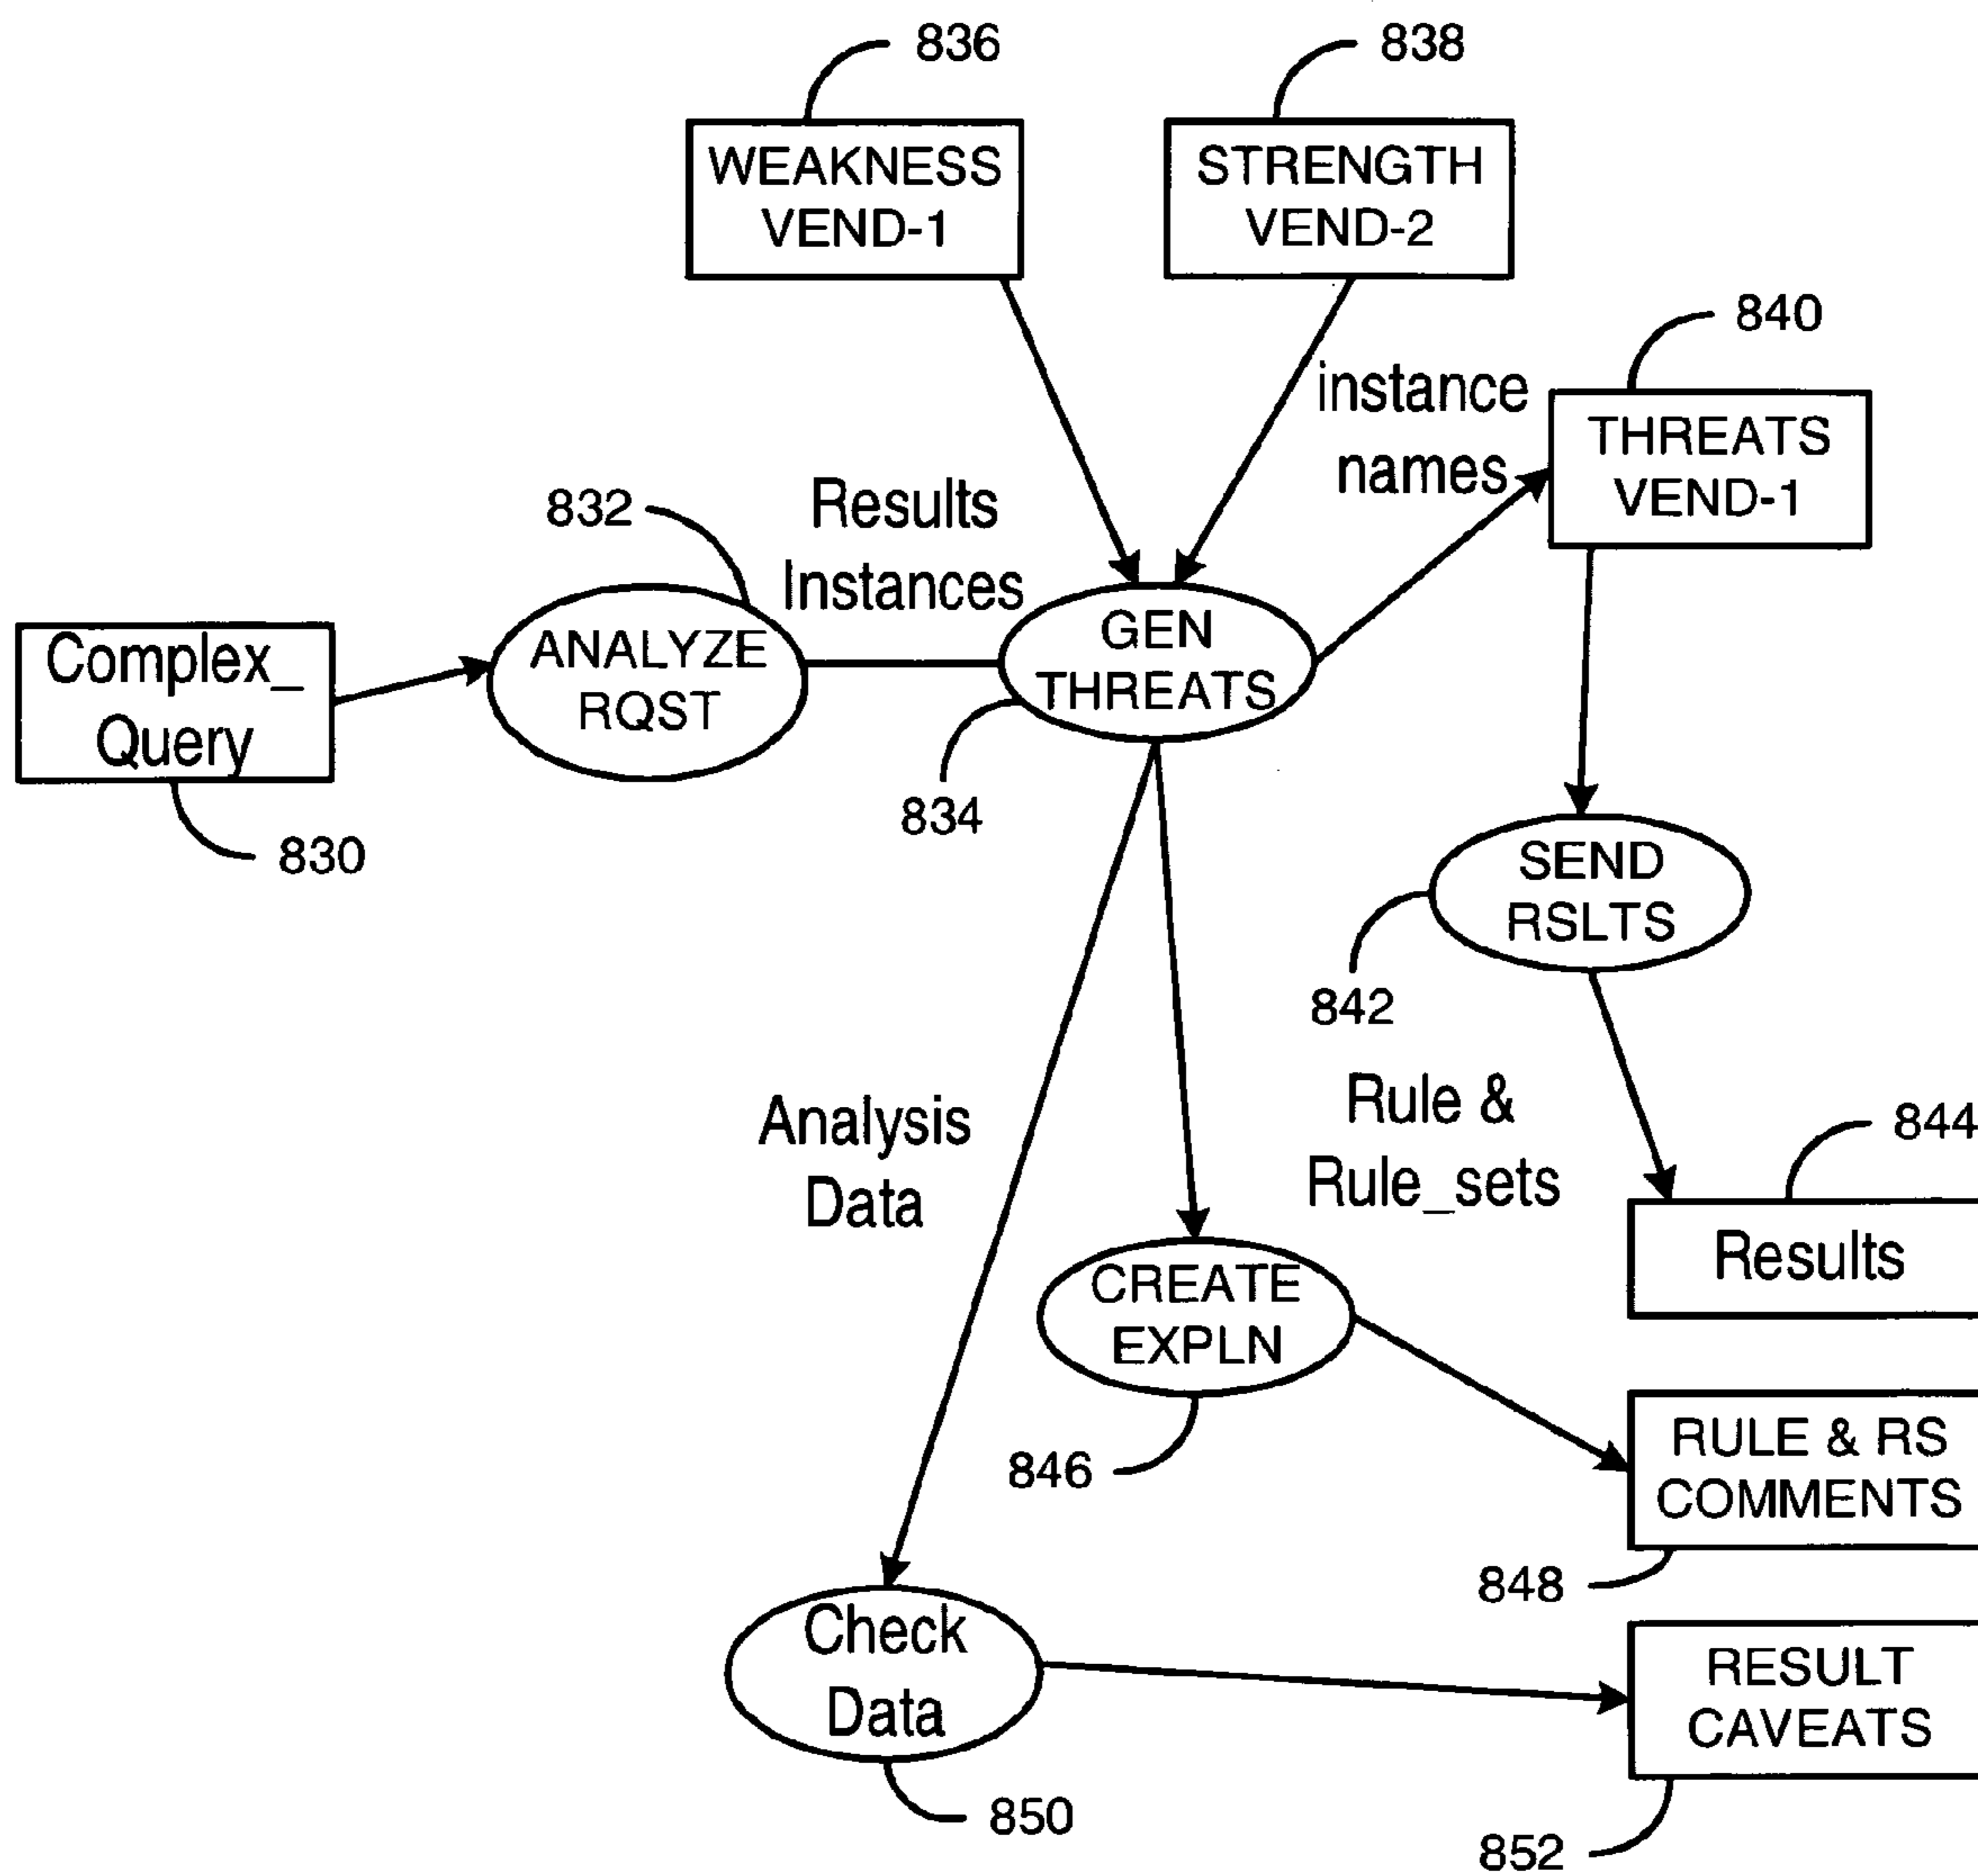 836
838
WEAKNESS
VEND-1
STRENGTH
VEND-2
840
instance
names
THREATS
VEND-1
832
Results
Instances
Complex_
Query
ANALYZE
RQST
GEN
THREATS
834
830
SEND
RSLTS
842
Analysis
Data
Rule &
Rule_sets
844
Results
CREATE
EXPLN
846
RULE & RS
COMMENTS
848
Check
Data
RESULT
CAVEATS
850
852